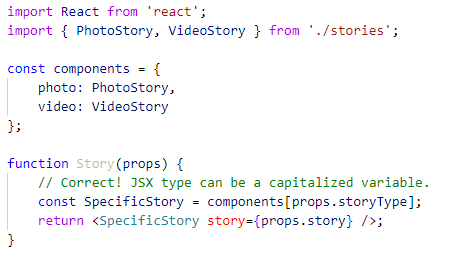 import React from 'react';
import { PhotoStory, VideoStory } from './stories';

const components = {
    photo: PhotoStory,
    video: VideoStory
};

function Story(props) {
    // Correct! JSX type can be a capitalized variable.
    const SpecificStory = components[props.storyType];
    return <SpecificStory story={props.story} />;
}